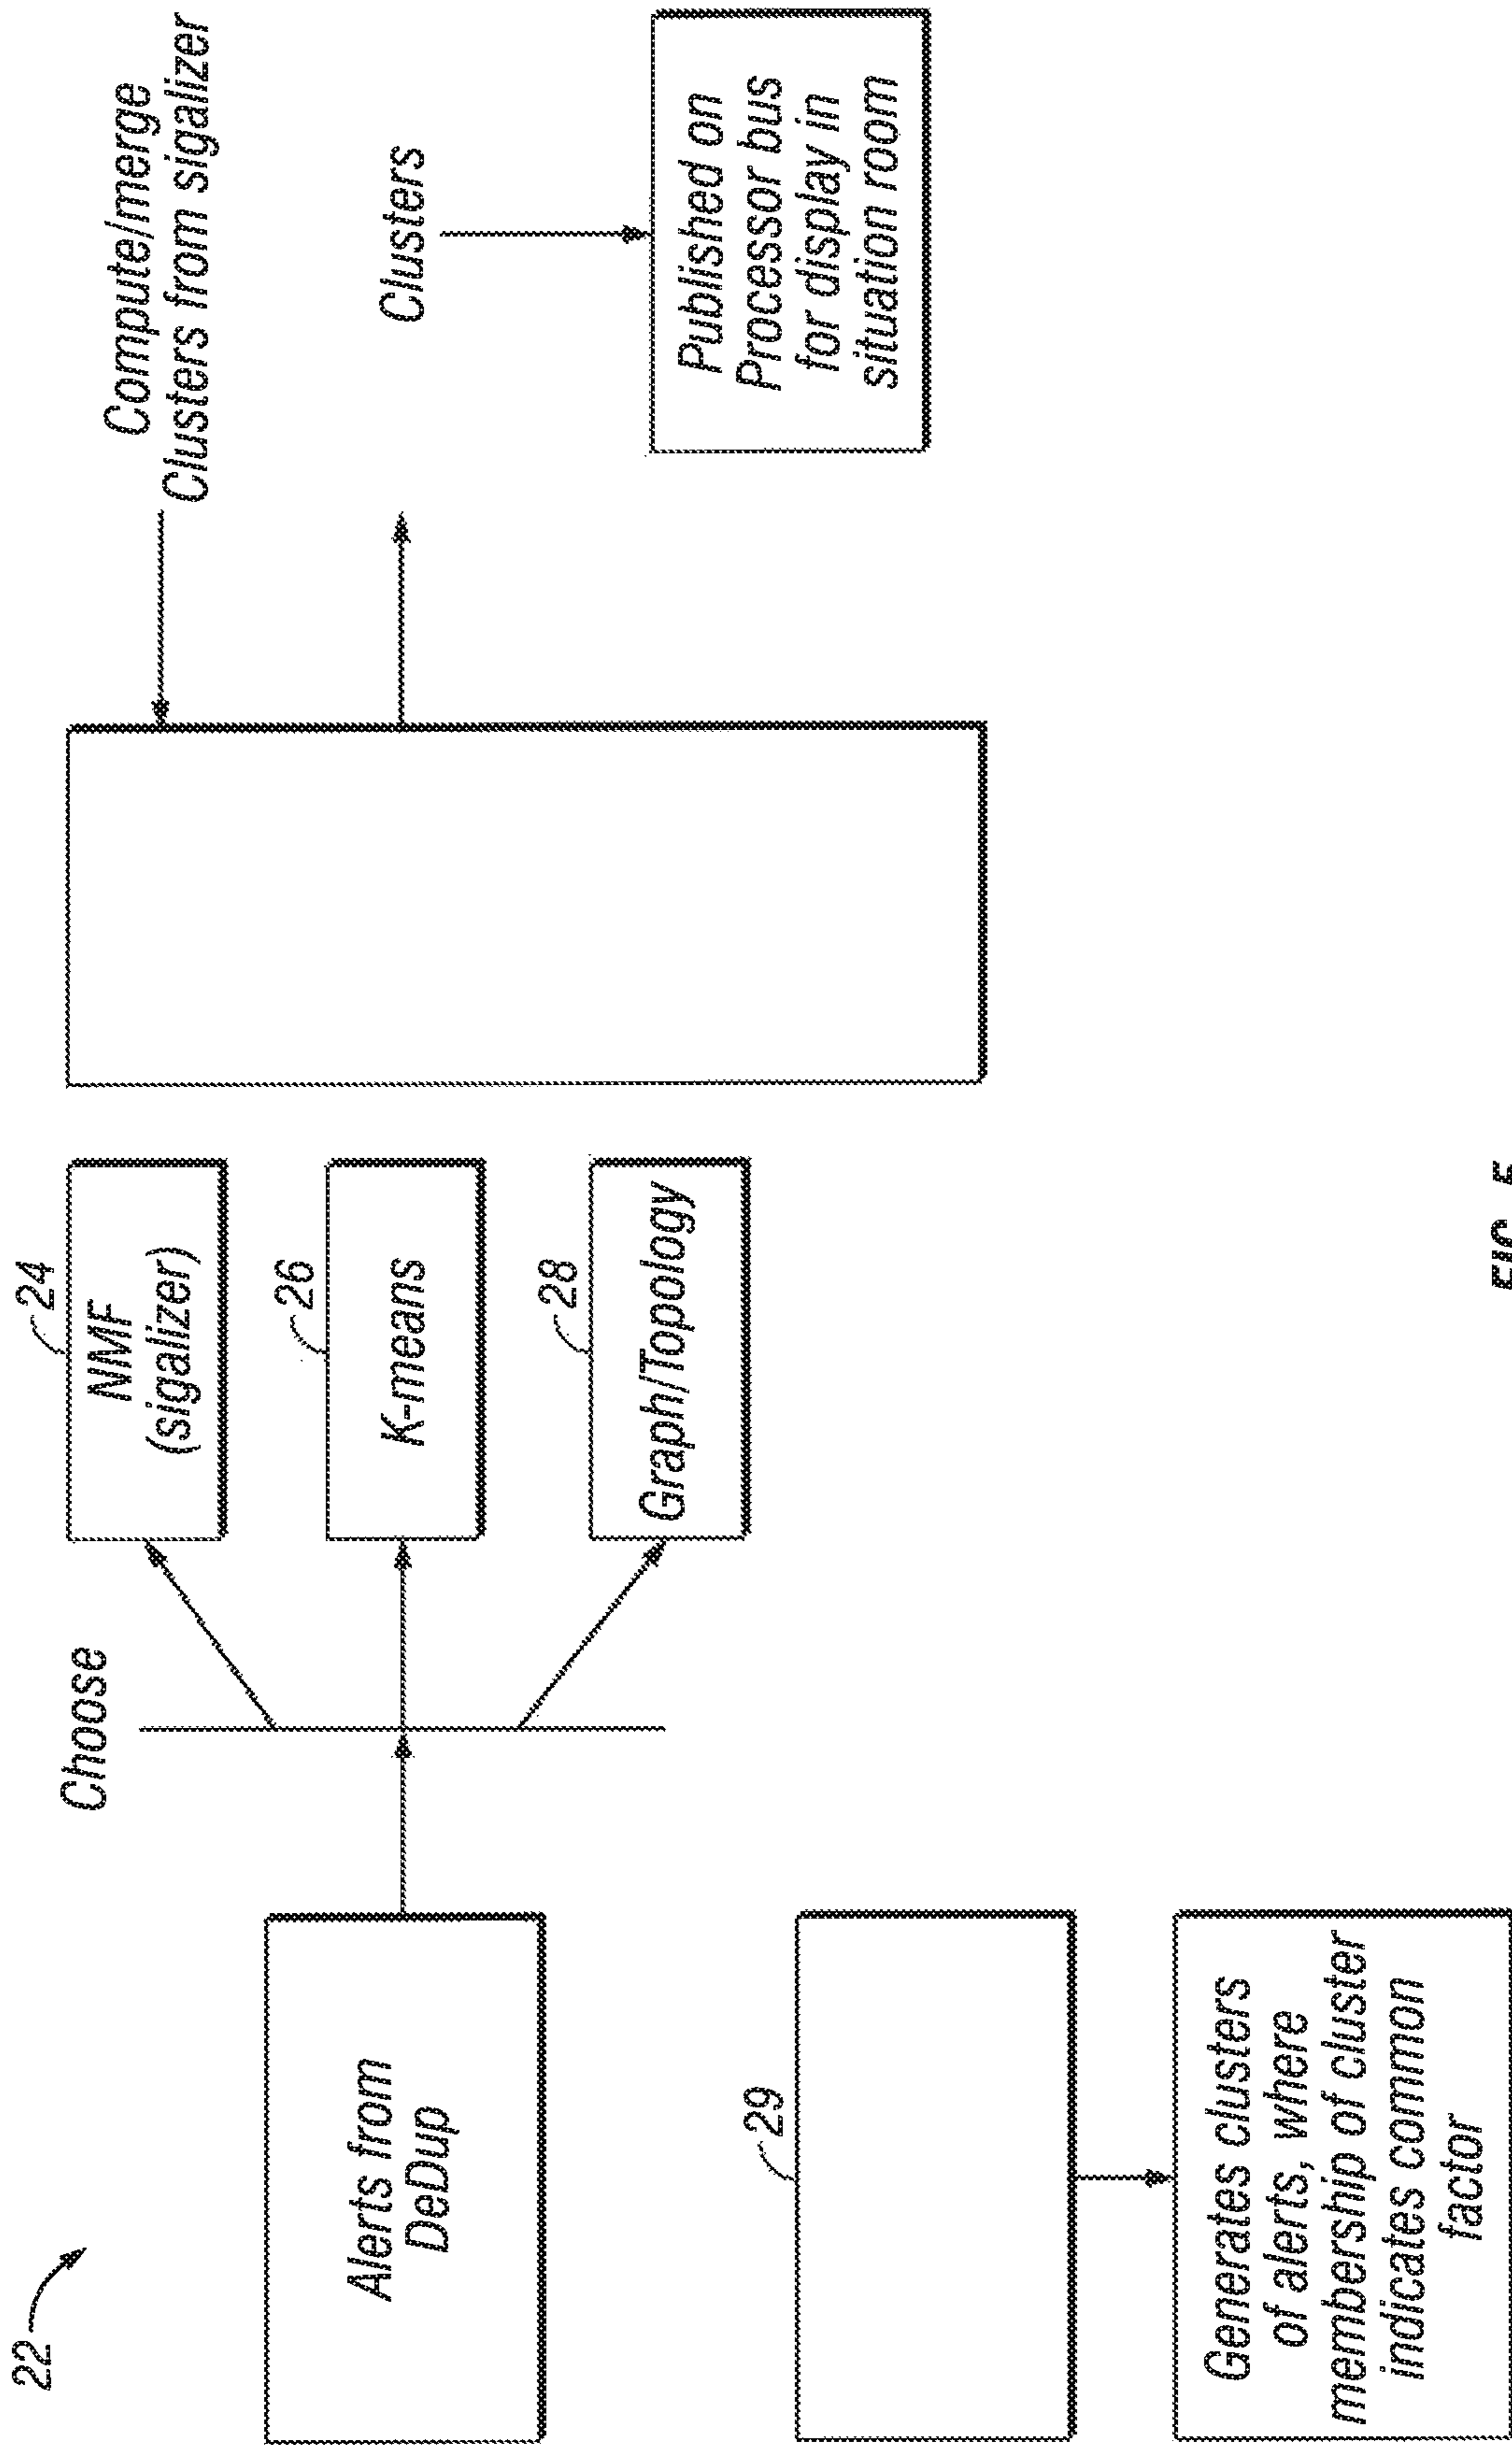 22
Alerts from
DeDup
Choose
24
NMF
(sigalizer)
26
K-means
28
Graph/Topology
Compute/merge
Clusters from sigalizer
Clusters
Published on
Processor bus
for display in
situation room
29
Generates clusters
of alerts, where
membership of cluster
indicates common
factor
FIG. 5